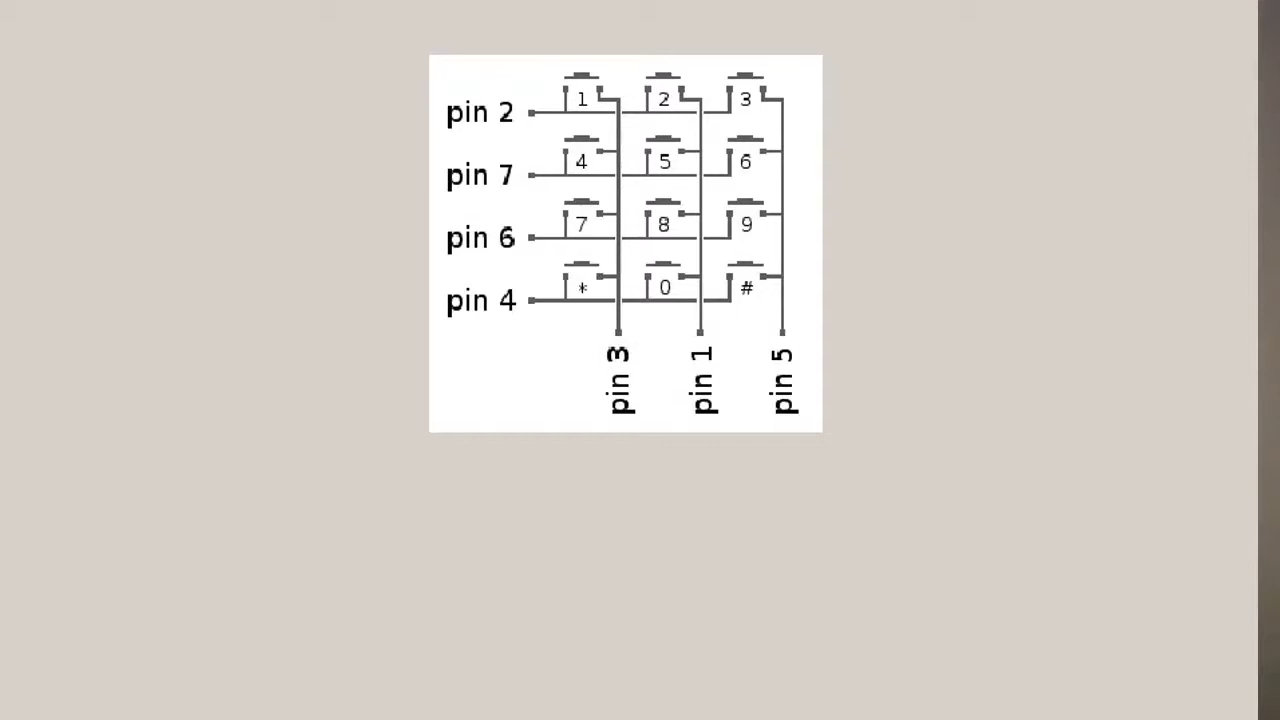 pin 2 1 2 3
pin 7 4 5 6
pin 6 7 8 9
pin 4 * 0 #
pin 3 pin 1 pin 5